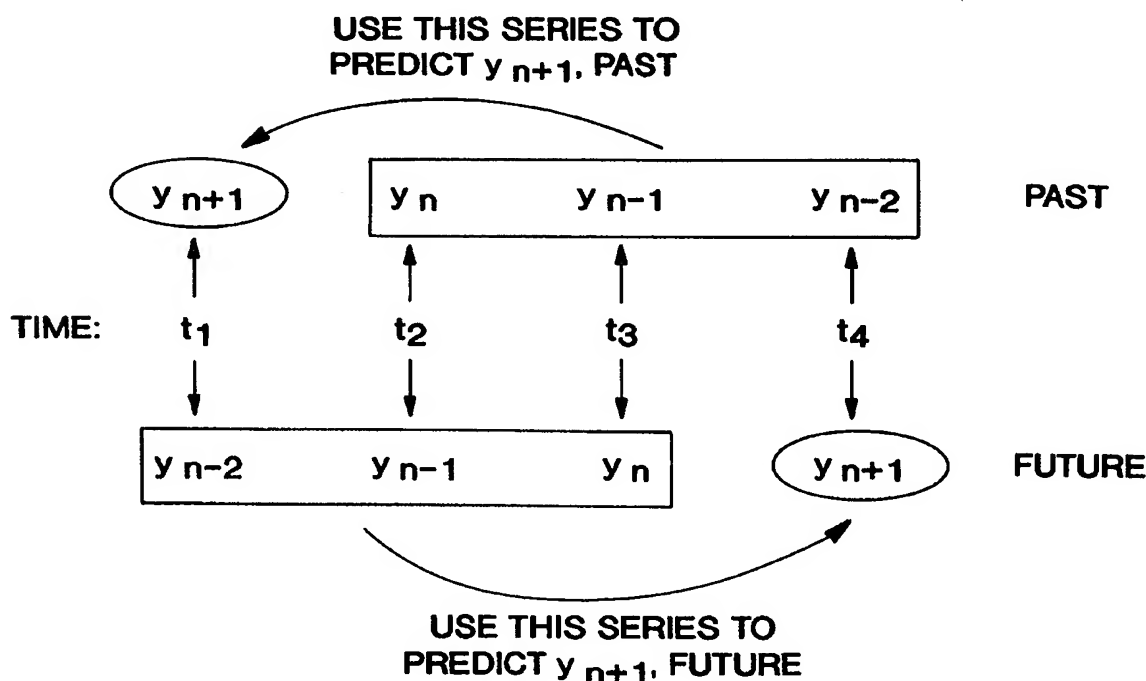 USE THIS SERIES TO
PREDICT y n+1, PAST
y n+1 y n y n-1 y n-2 PAST
TIME: t1 t2 t3 t4
y n-2 y n-1 y n y n+1 FUTURE
USE THIS SERIES TO
PREDICT y n+1, FUTURE